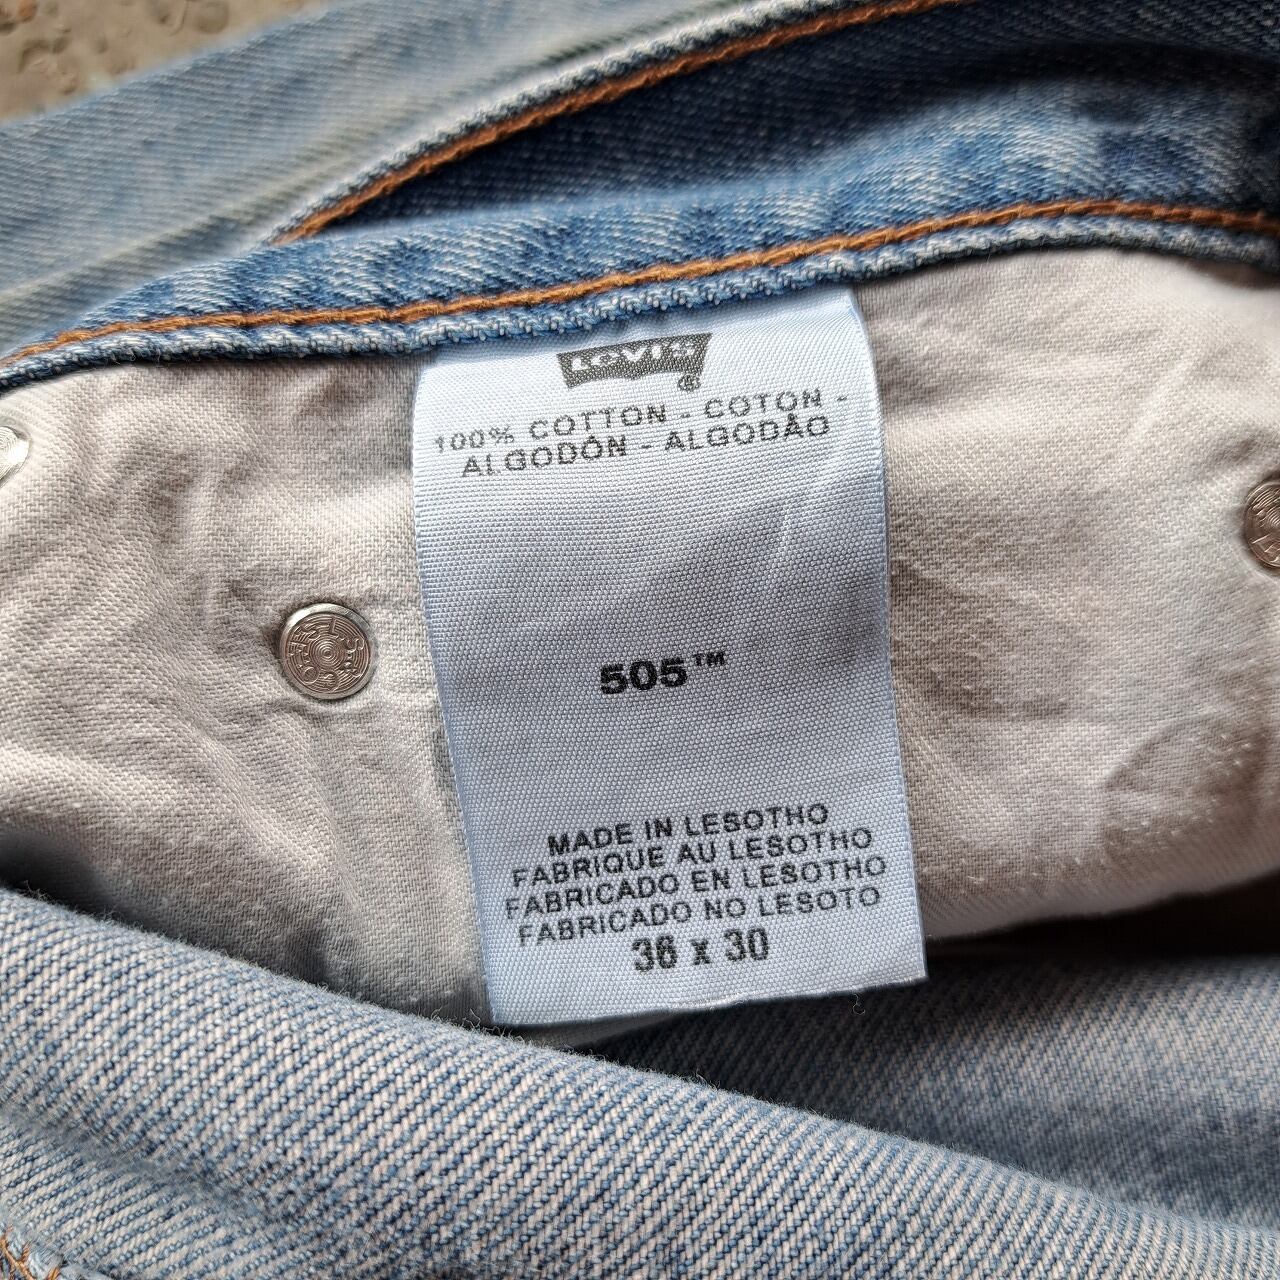 Levi's®
100% COTTON - COTON -
ALGODÓN - ALGODÃO
505™
MADE IN LESOTHO
FABRIQUE AU LESOTHO
FABRICADO EN LESOTHO
FABRICADO NO LESOTO
36 x 30